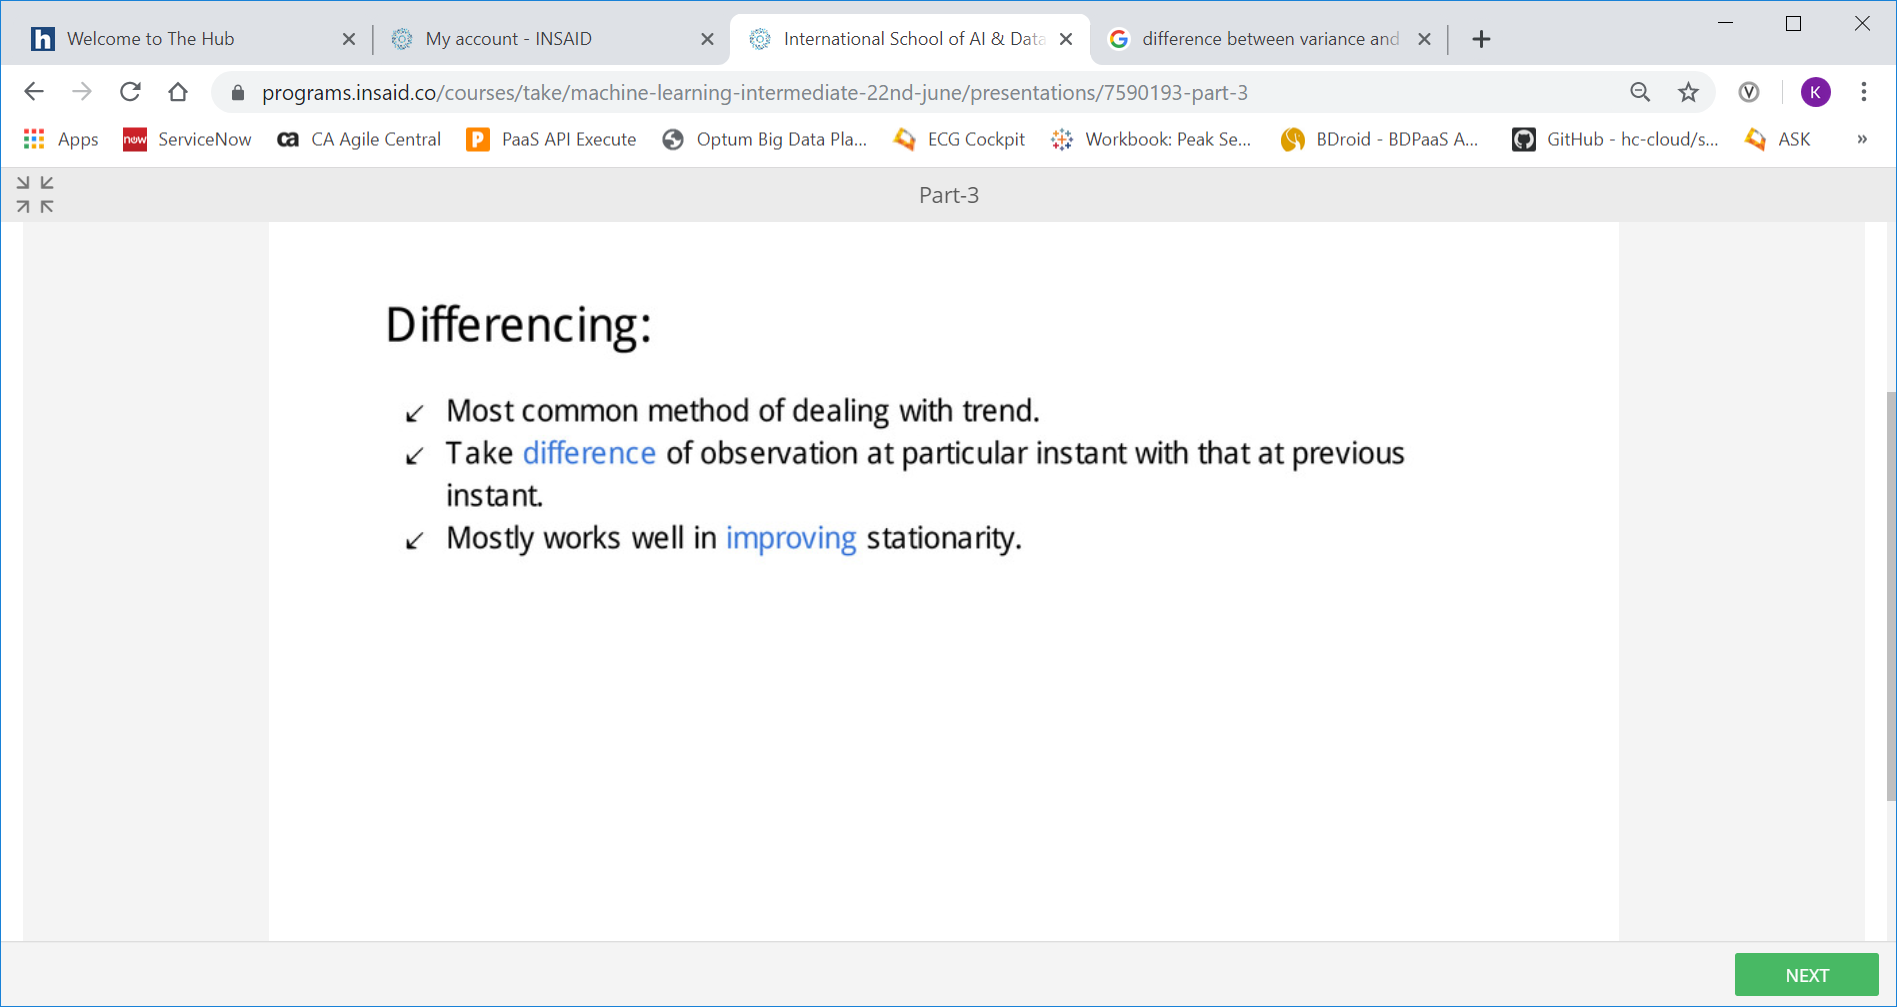 Welcome to The Hub
My account - INSAID
International School of AI & Data
difference between variance and
programs.insaid.co/courses/take/machine-learning-intermediate-22nd-june/presentations/7590193-part-3
K
Apps
now ServiceNow
ca CA Agile Central
P PaaS API Execute
Optum Big Data Pla...
ECG Cockpit
Workbook: Peak Se...
BDroid - BDPaaS A...
GitHub - hc-cloud/s...
ASK
»
Part-3
Differencing:
Most common method of dealing with trend.
Take difference of observation at particular instant with that at previous
instant.
Mostly works well in improving stationarity.
NEXT